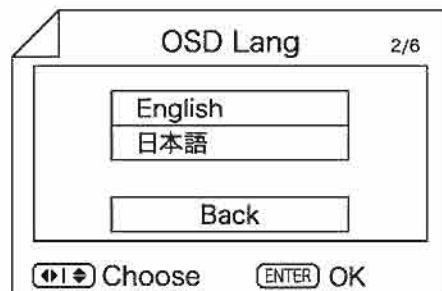 OSD Lang 2/6
English
日本語
Back
Choose ENTER OK